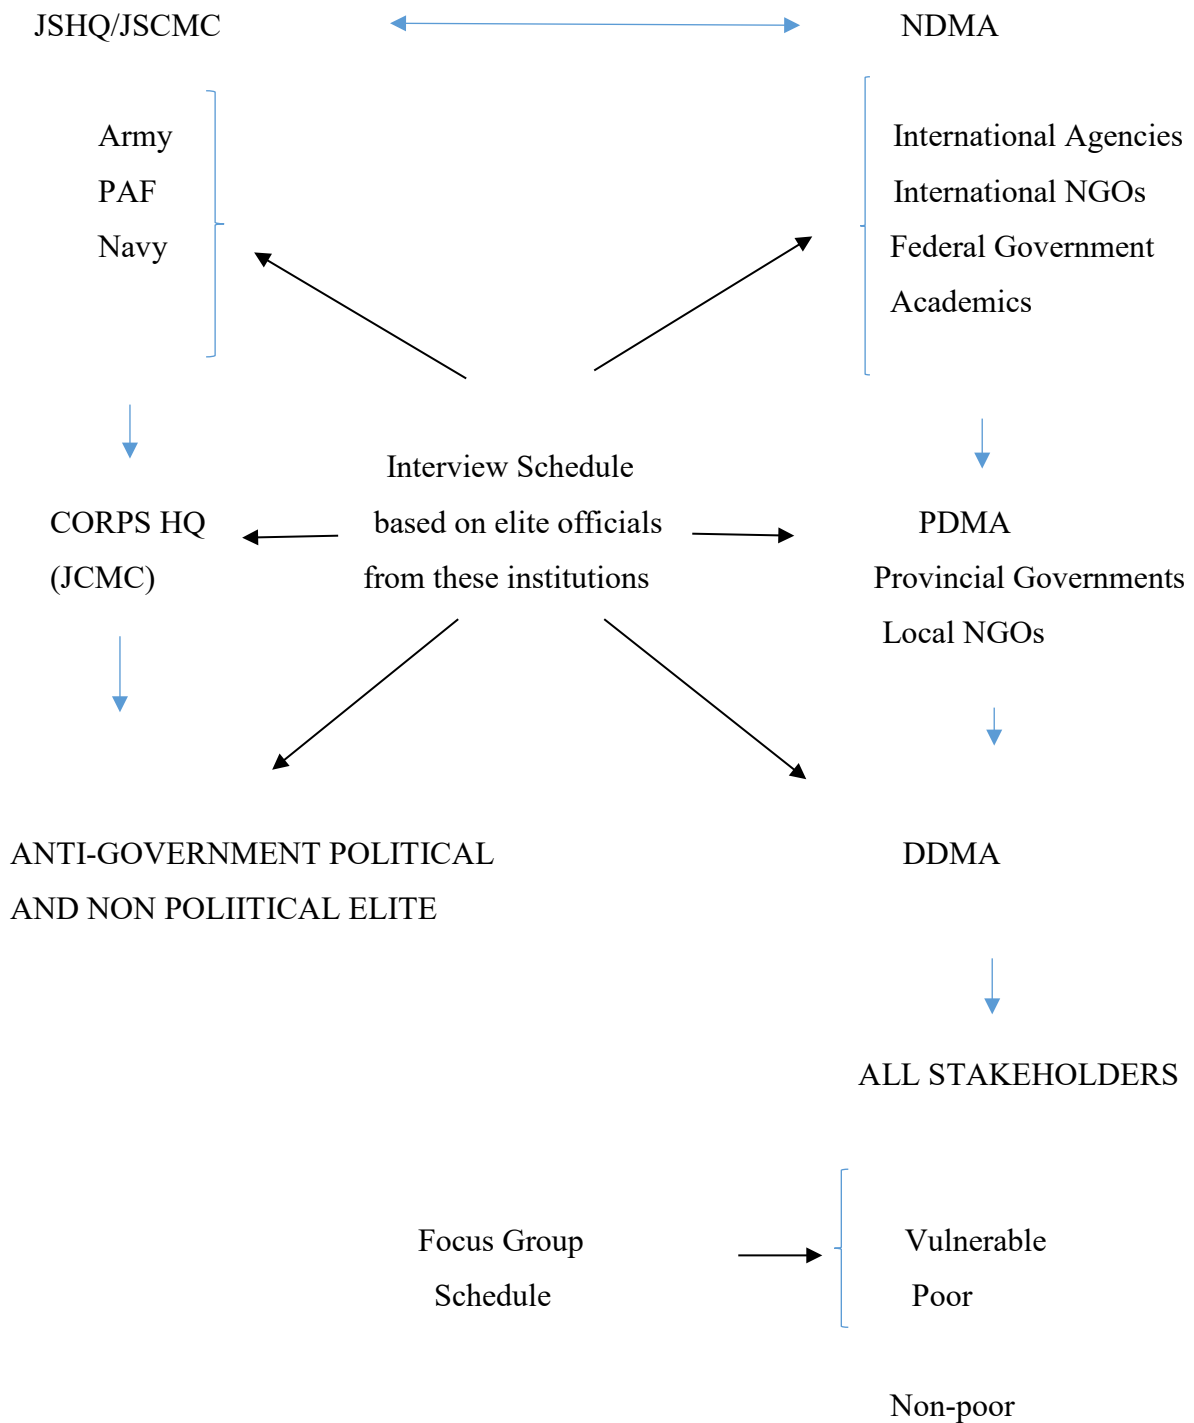 JSHQ/JSCMC
NDMA
Army
PAF
Navy
International Agencies
International NGOs
Federal Government
Academics
Interview Schedule
based on elite officials
from these institutions
CORPS HQ
(JCMC)
PDMA
Provincial Governments
Local NGOs
ANTI-GOVERNMENT POLITICAL
AND NON POLIITICAL ELITE
DDMA
ALL STAKEHOLDERS
Focus Group
Schedule
Vulnerable
Poor
Non-poor